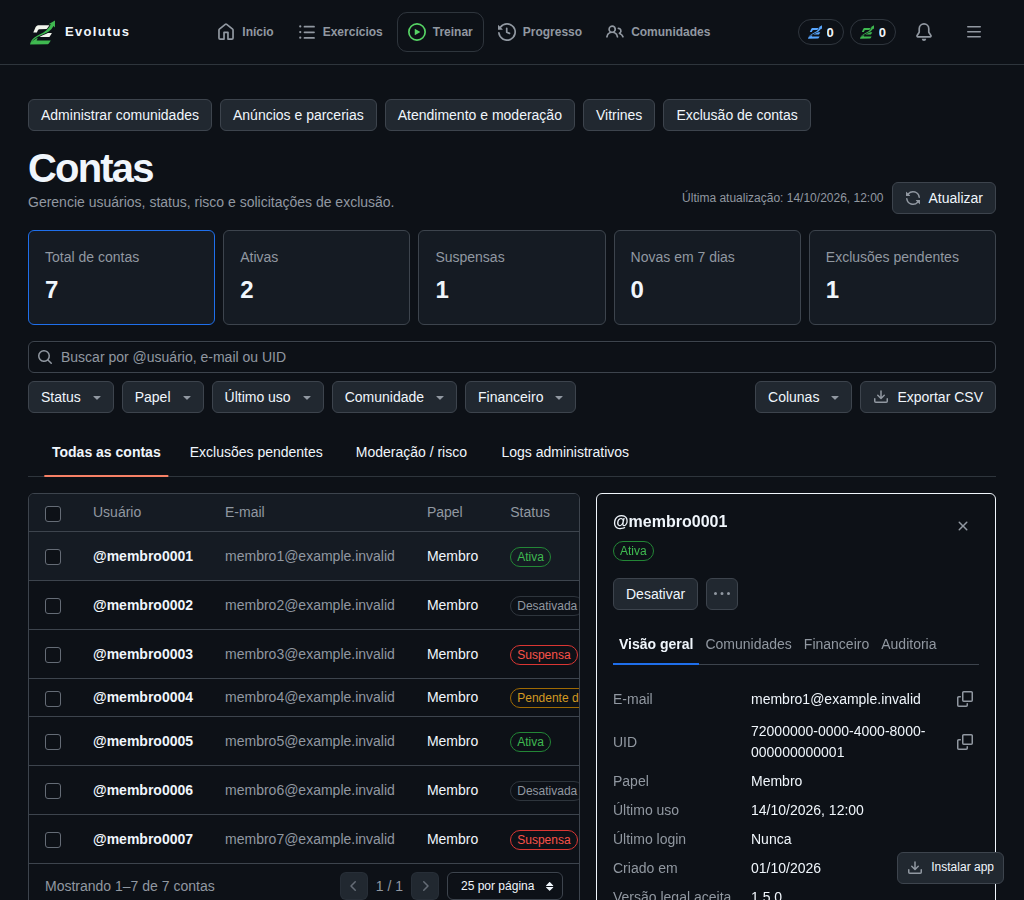 Evolutus
Início
Exercícios
Treinar
Progresso
Comunidades
0
0
Administrar comunidades
Anúncios e parcerias
Atendimento e moderação
Vitrines
Exclusão de contas
Contas
Gerencie usuários, status, risco e solicitações de exclusão.
Última atualização: 14/10/2026, 12:00
Atualizar
Total de contas
7
Ativas
2
Suspensas
1
Novas em 7 dias
0
Exclusões pendentes
1
Buscar por @usuário, e-mail ou UID
Status
Papel
Último uso
Comunidade
Financeiro
Colunas
Exportar CSV
Todas as contas
Exclusões pendentes
Moderação / risco
Logs administrativos
Usuário E-mail Papel Status
@membro0001 membro1@example.invalid Membro Ativa
@membro0002 membro2@example.invalid Membro Desativada
@membro0003 membro3@example.invalid Membro Suspensa
@membro0004 membro4@example.invalid Membro Pendente d
@membro0005 membro5@example.invalid Membro Ativa
@membro0006 membro6@example.invalid Membro Desativada
@membro0007 membro7@example.invalid Membro Suspensa
Mostrando 1–7 de 7 contas
1 / 1
25 por página
@membro0001
Ativa
Desativar
Visão geral
Comunidades
Financeiro
Auditoria
E-mail membro1@example.invalid
UID 72000000-0000-4000-8000-
000000000001
Papel Membro
Último uso 14/10/2026, 12:00
Último login Nunca
Criado em 01/10/2026
Versão legal aceita 1.5.0
Instalar app